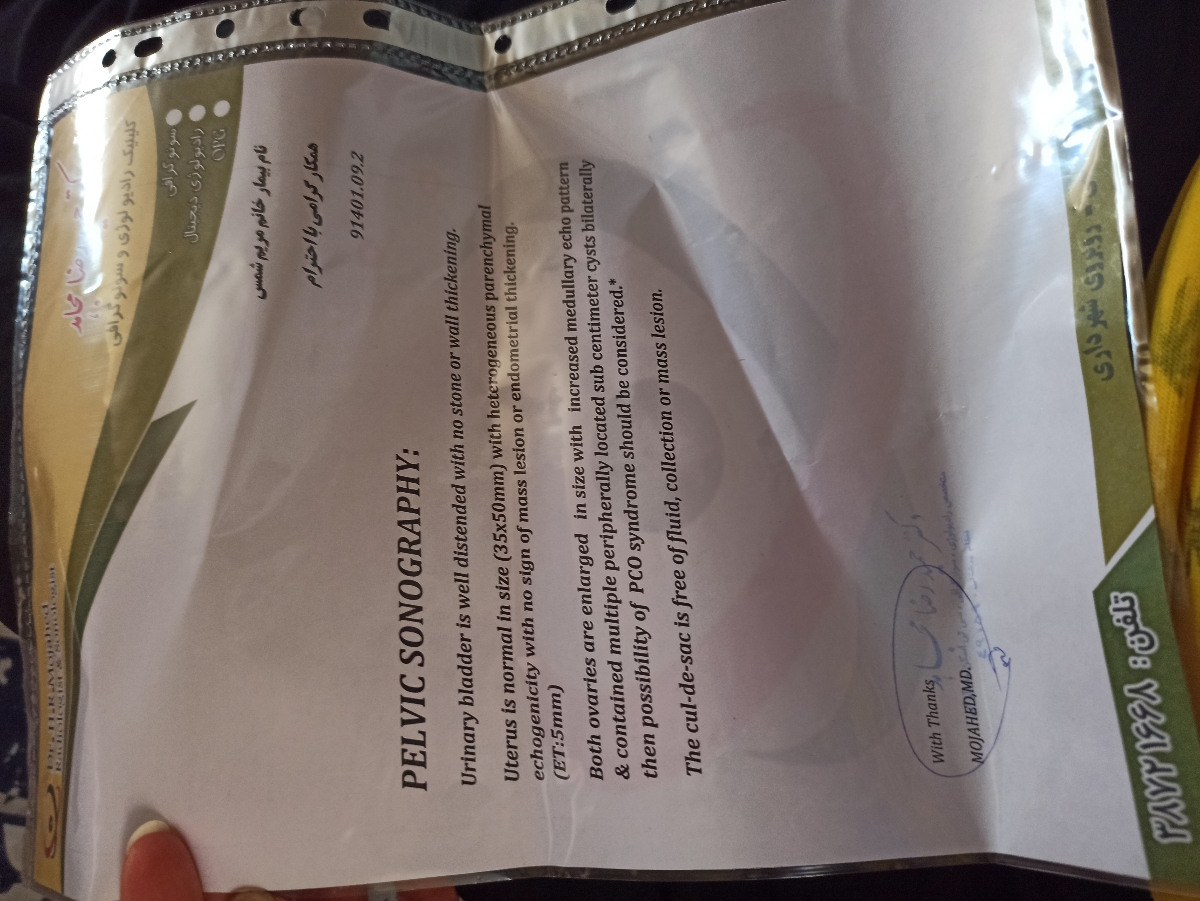 کلینیک رادیولوژی و سونوگرافی
سونوگرافی
رادیولوژی دیجیتال
OPG
Radiologist & Sonologist
نام بیمار خانم مریم شمسی
همکار گرامی با احترام
91401.09.2
PELVIC SONOGRAPHY:
Urinary bladder is well distended with no stone or wall thickening.
Uterus is normal in size (35x50mm) with heterogeneous parenchymal
echogenicity with no sign of mass lesion or endometrial thickening.
(ET:5mm)
Both ovaries are enlarged in size with increased medullary echo pattern
& contained multiple peripherally located sub centimeter cysts bilaterally
then possibility of PCO syndrome should be considered.*
The cul-de-sac is free of fluid, collection or mass lesion.
With Thanks
MOJAHED,MD.
روبروی شهرداری
تلفن: ۳۸۷۲۱۶۶۸